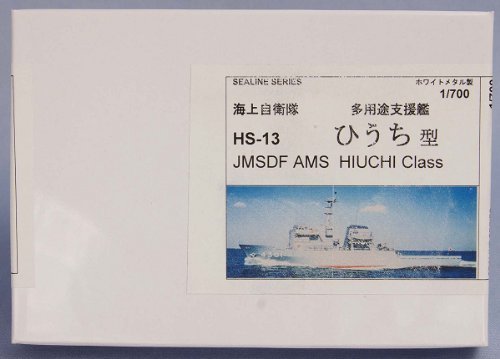 SEALINE SERIES
ホワイトメタル製
1/700
海上自衛隊 多用途支援艦
HS-13 ひうち 型
JMSDF AMS HIUCHI Class